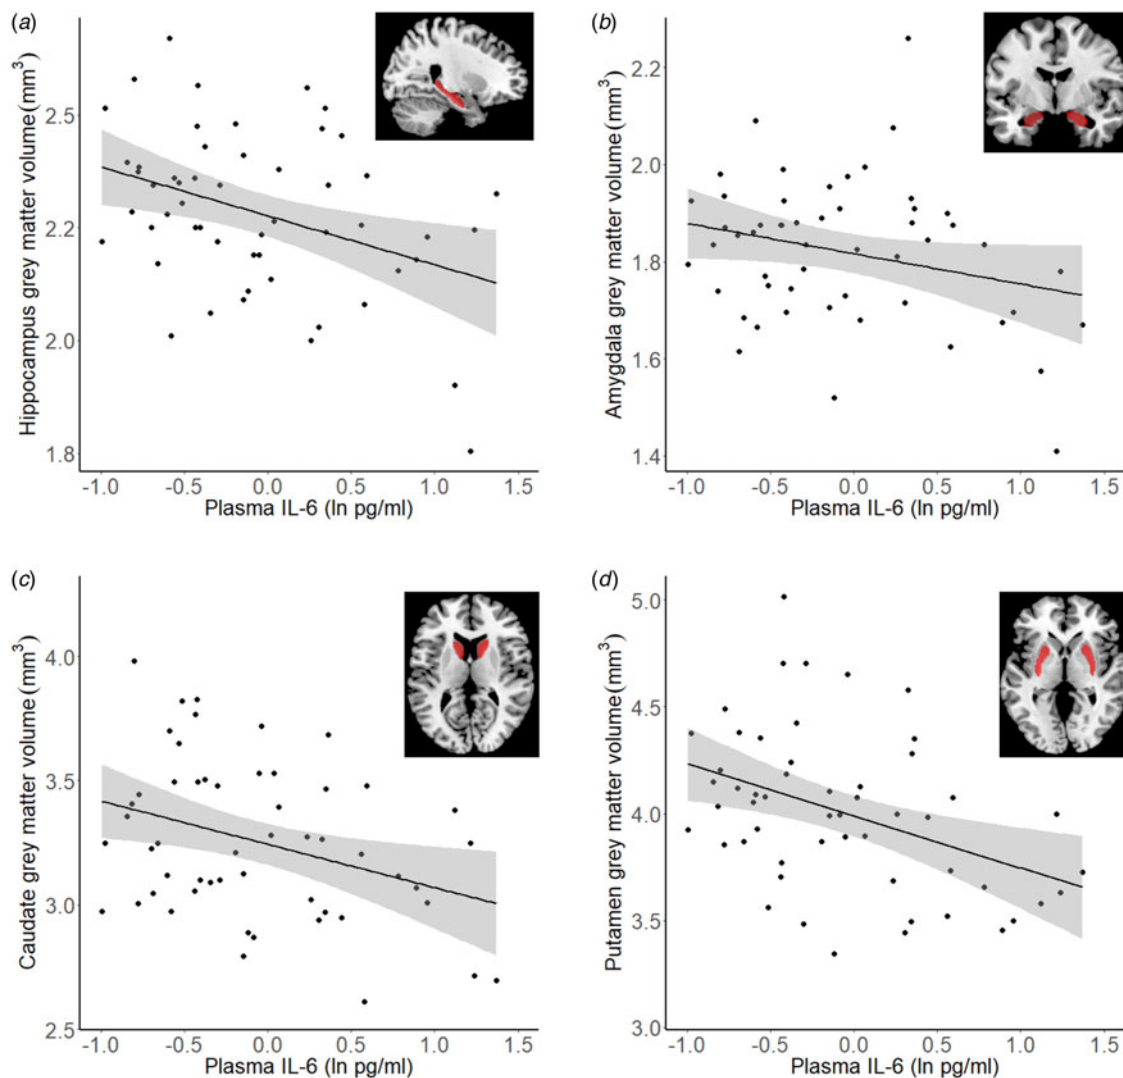 (a)
Hippocampus grey matter volume(mm³)
2.5
2.2
2.0
1.8
-1.0 -0.5 0.0 0.5 1.0 1.5
Plasma IL-6 (ln pg/ml)
(b)
Amygdala grey matter volume(mm³)
2.2
2.0
1.8
1.6
1.4
-1.0 -0.5 0.0 0.5 1.0 1.5
Plasma IL-6 (ln pg/ml)
(c)
Caudate grey matter volume(mm³)
4.0
3.5
3.0
2.5
-1.0 -0.5 0.0 0.5 1.0 1.5
Plasma IL-6 (ln pg/ml)
(d)
Putamen grey matter volume(mm³)
5.0
4.5
4.0
3.5
3.0
-1.0 -0.5 0.0 0.5 1.0 1.5
Plasma IL-6 (ln pg/ml)